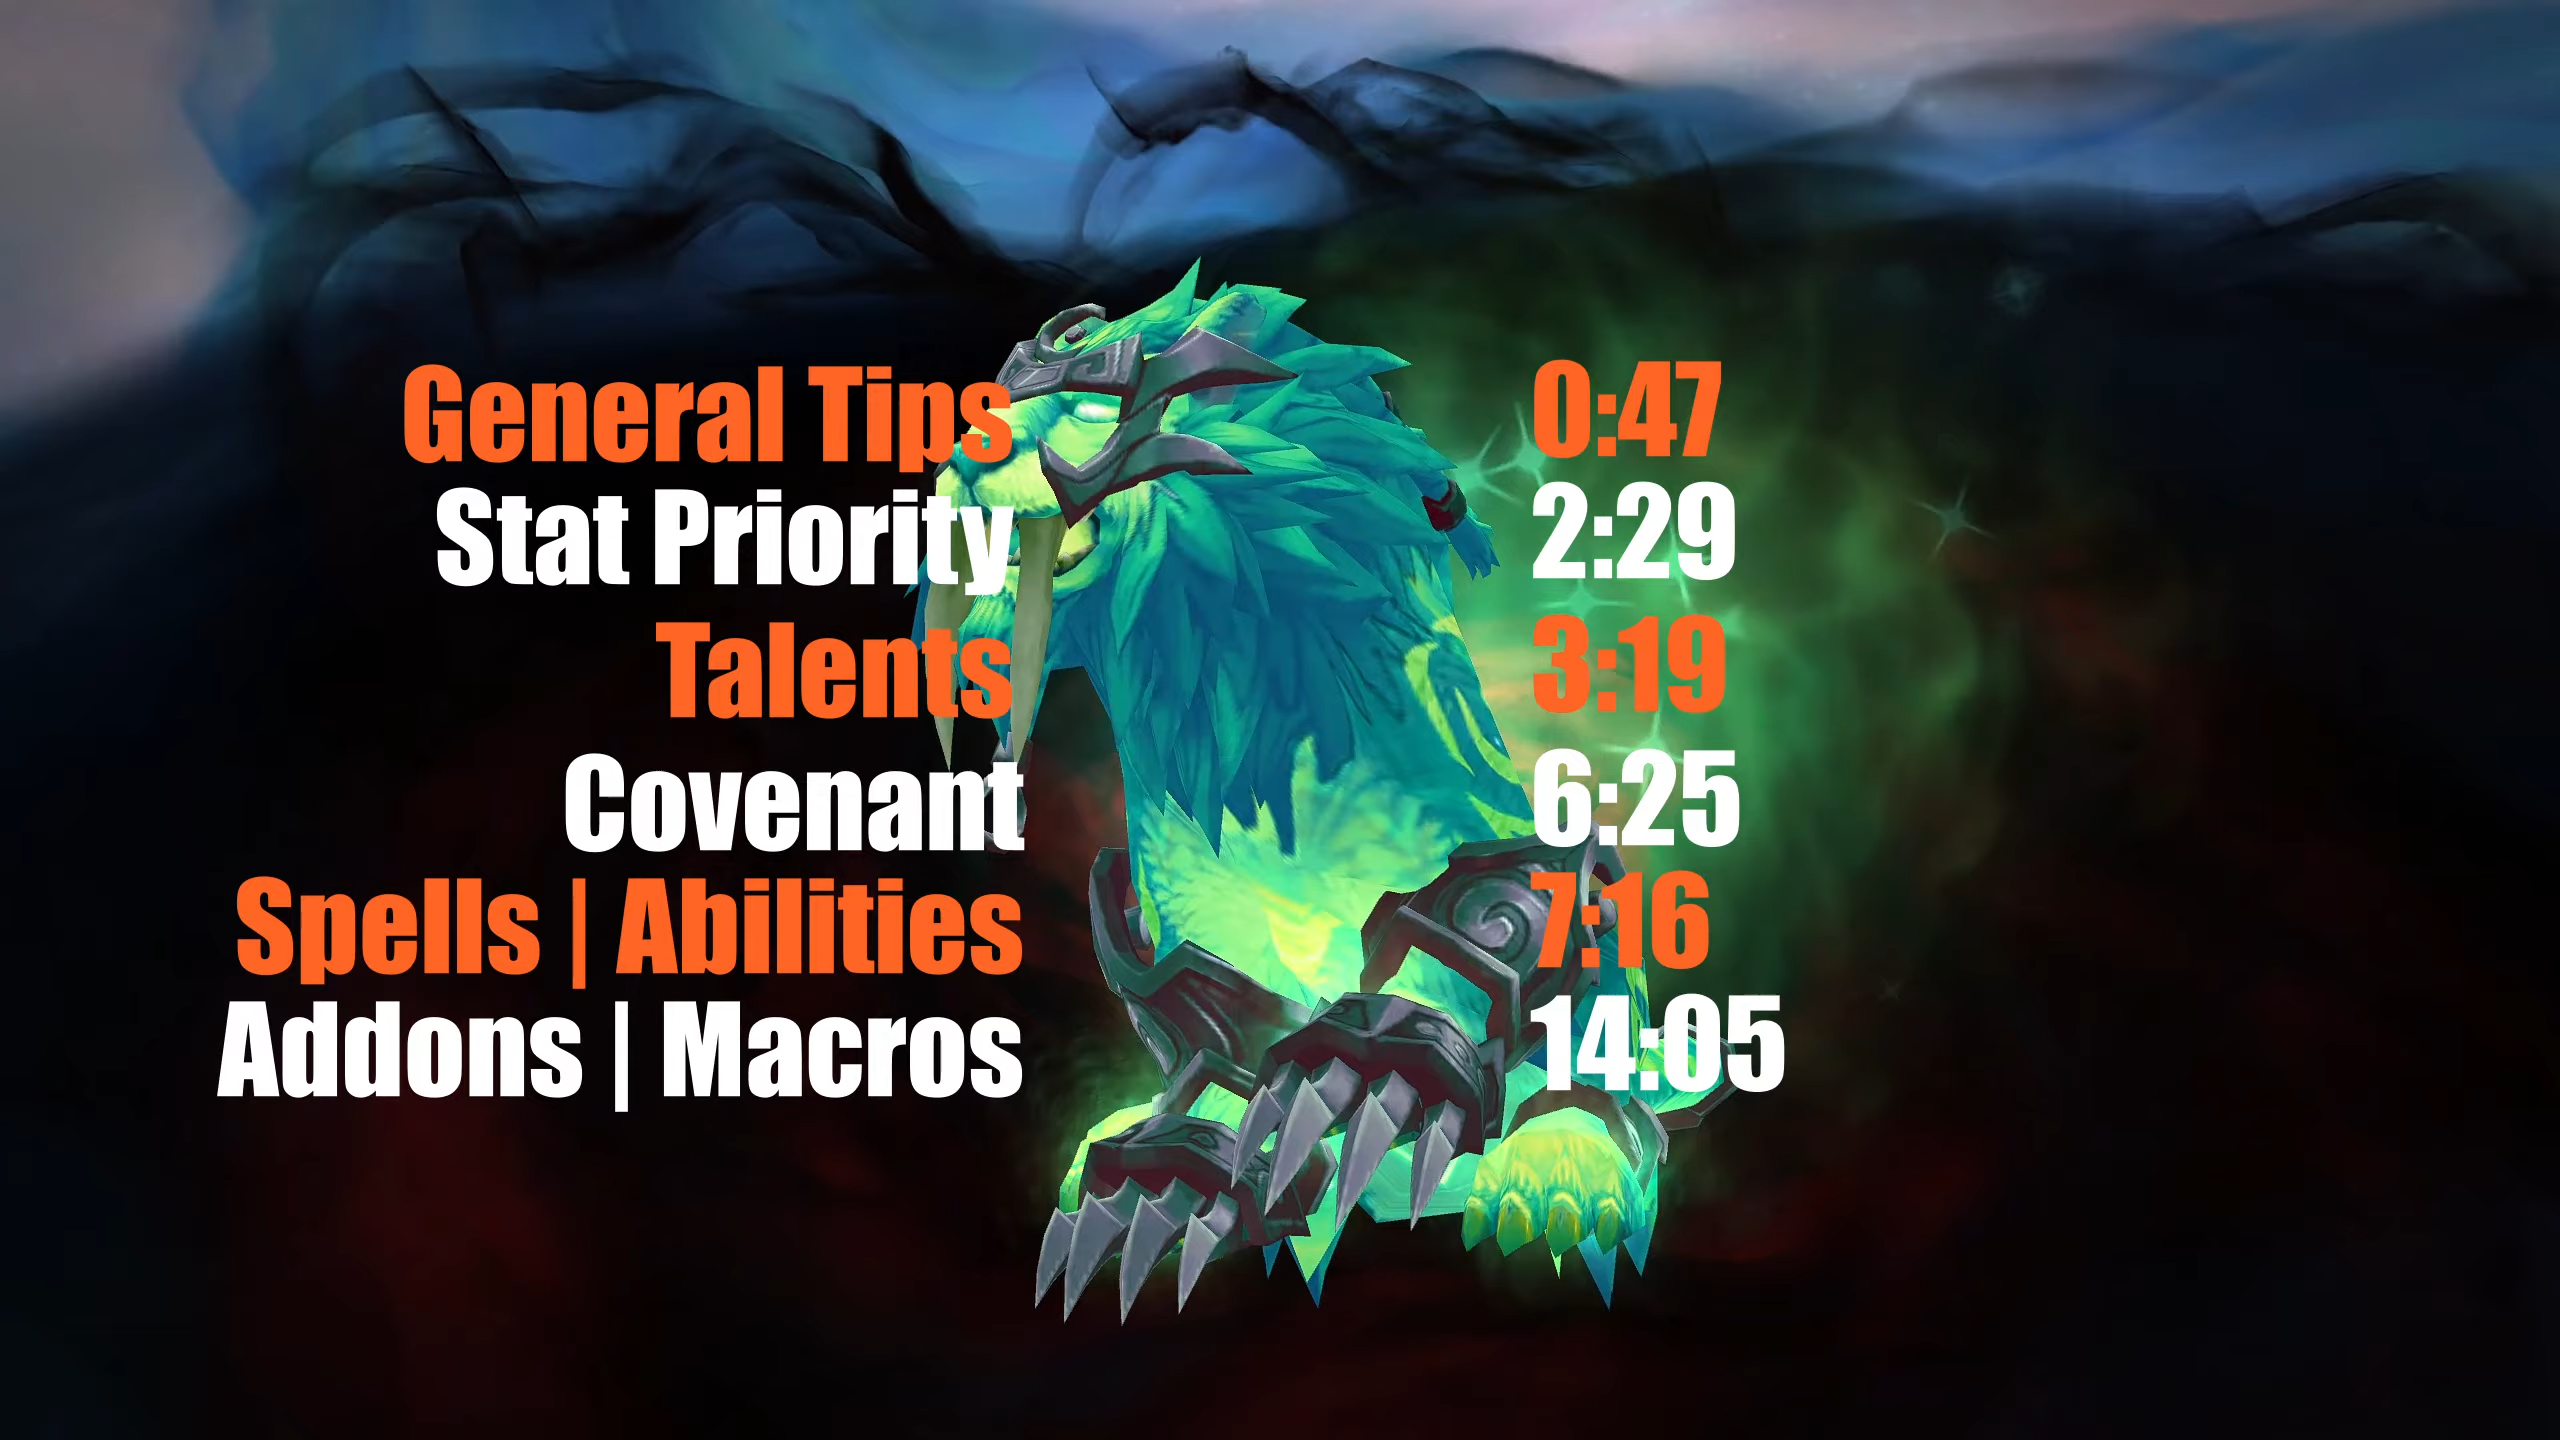 General Tips 0:47
Stat Priority 2:29
Talents 3:19
Covenant 6:25
Spells | Abilities 7:16
Addons | Macros 14:05